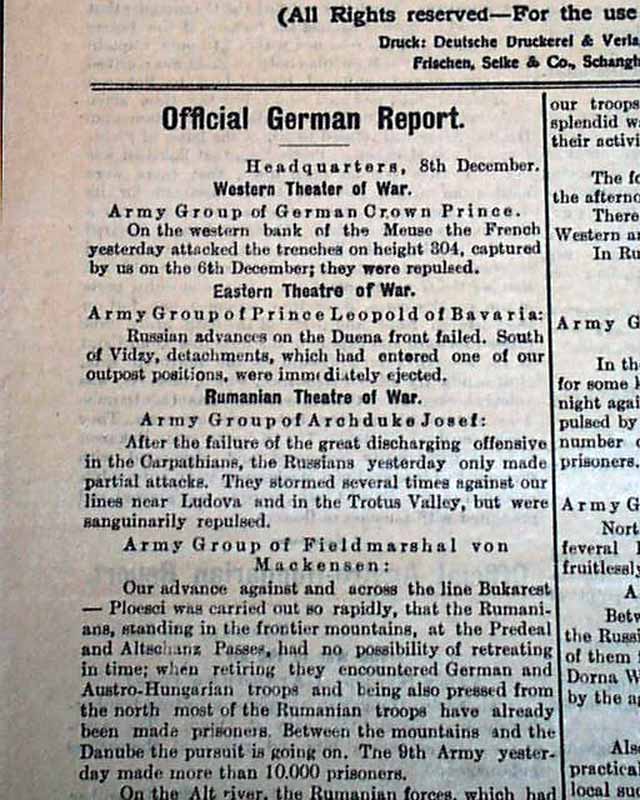 (All Rights reserved—For the use
Druck: Deutsche Druckerei & Verla
Frischen, Selke & Co., Schangh
Official German Report.
Headquarters, 8th December.
Western Theater of War.
Army Group of German Crown Prince.
On the western bank of the Meuse the French
yesterday attacked the trenches on height 304, captured
by us on the 6th December; they were repulsed.
Eastern Theatre of War.
Army Group of Prince Leopold of Bavaria:
Russian advances on the Duena front failed. South
of Vidzy, detachments, which had entered one of our
outpost positions, were immediately ejected.
Rumanian Theatre of War.
Army Group of Archduke Josef:
After the failure of the great discharging offensive
in the Carpathians, the Russians yesterday only made
partial attacks. They stormed several times against our
lines near Ludova and in the Trotus Valley, but were
sanguinarily repulsed.
Army Group of Fieldmarshal von
Mackensen:
Our advance against and across the line Bukarest
— Ploesci was carried out so rapidly, that the Rumani-
ans, standing in the frontier mountains, at the Predeal
and Altschanz Passes, had no possibility of retreating
in time; when retiring they encountered German and
Austro-Hungarian troops and being also pressed from
the north most of the Rumanian troops have already
been made prisoners. Between the mountains and the
Danube the pursuit is going on. The 9th Army yester-
day made more than 10.000 prisoners.
On the Alt river, the Rumanian forces, which had
our troops
splendid w
their activi
The fo
the afterno
There
Western a
In Ru
Army G
In th
for some h
night agai
pulsed by
number o
prisoners.
Army G
Nort
feveral
fruitlessly
A
Betw
the Russi
of them
Dorna W
by the a
Als
practical
local suc